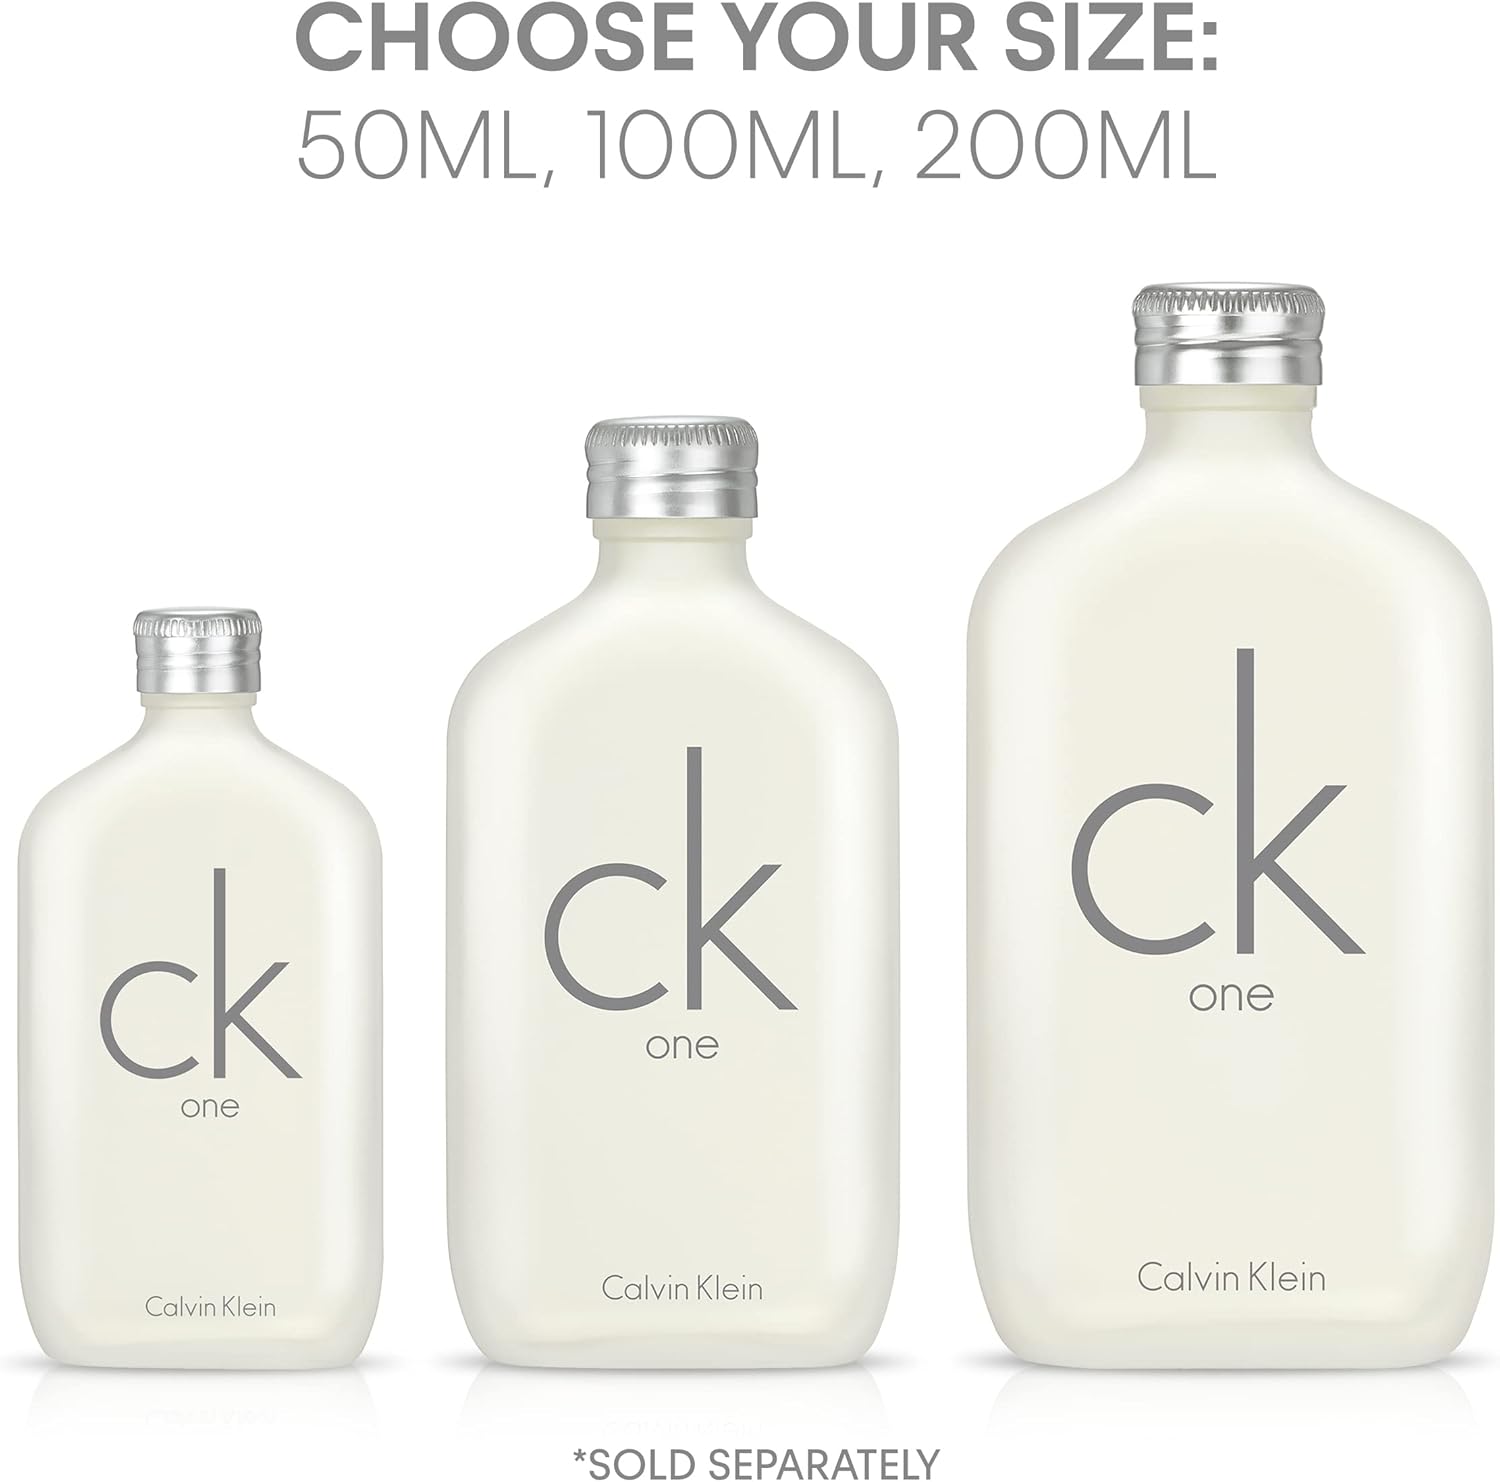 CHOOSE YOUR SIZE:
50ML, 100ML, 200ML
ck
one
Calvin Klein
ck
one
Calvin Klein
ck
one
Calvin Klein
*SOLD SEPARATELY